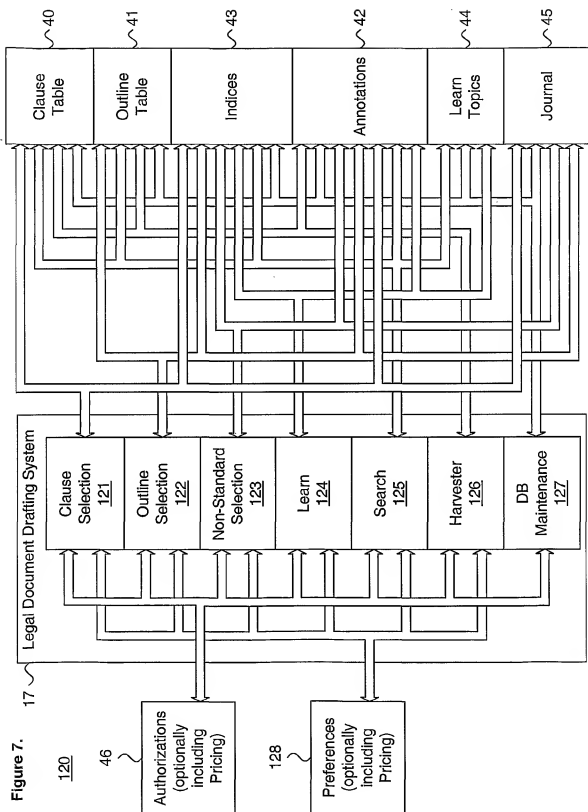 Figure 7.
120
17
Legal Document Drafting System
46
Authorizations
(optionally
including
Pricing)
128
Preferences
(optionally
including
Pricing)
Clause
Selection
121
Outline
Selection
122
Non-Standard
Selection
123
Learn
124
Search
125
Harvester
126
DB
Maintenance
127
40
Clause
Table
41
Outline
Table
43
Indices
42
Annotations
44
Learn
Topics
45
Journal